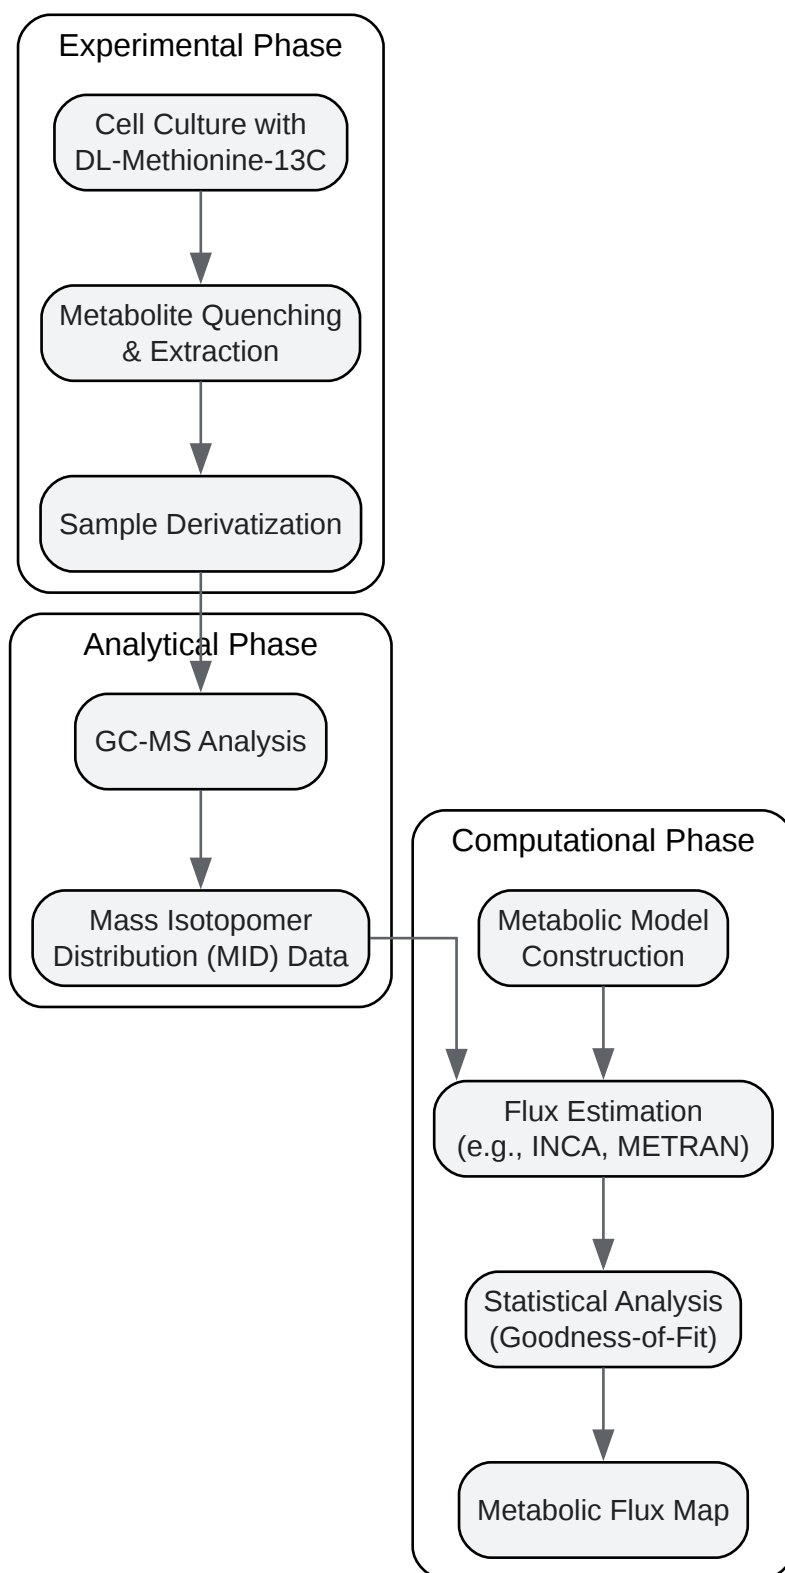 Experimental Phase
Cell Culture with
DL-Methionine-13C
Metabolite Quenching
& Extraction
Sample Derivatization
Analytical Phase
GC-MS Analysis
Mass Isotopomer
Distribution (MID) Data
Computational Phase
Metabolic Model
Construction
Flux Estimation
(e.g., INCA, METRAN)
Statistical Analysis
(Goodness-of-Fit)
Metabolic Flux Map